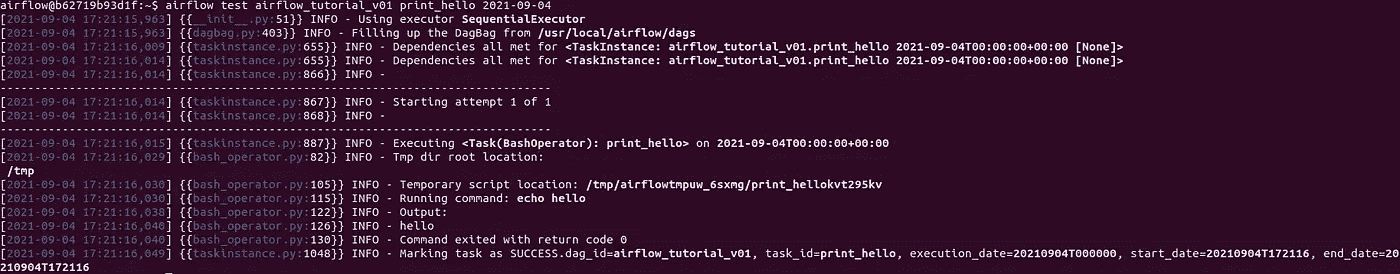 airflow@b62719b93d1f:~$ airflow test airflow_tutorial_v01 print_hello 2021-09-04
[2021-09-04 17:21:15,963] {{__init__.py:51}} INFO - Using executor SequentialExecutor
[2021-09-04 17:21:15,964] {{dagbag.py:403}} INFO - Filling up the DagBag from /usr/local/airflow/dags
[2021-09-04 17:21:16,009] {{taskinstance.py:655}} INFO - Dependencies all met for <TaskInstance: airflow_tutorial_v01.print_hello 2021-09-04T00:00:00+00:00 [None]>
[2021-09-04 17:21:16,014] {{taskinstance.py:655}} INFO - Dependencies all met for <TaskInstance: airflow_tutorial_v01.print_hello 2021-09-04T00:00:00+00:00 [None]>
[2021-09-04 17:21:16,014] {{taskinstance.py:866}} INFO -
--------------------------------------------------------------------------------
[2021-09-04 17:21:16,014] {{taskinstance.py:867}} INFO - Starting attempt 1 of 1
[2021-09-04 17:21:16,014] {{taskinstance.py:868}} INFO -
--------------------------------------------------------------------------------
[2021-09-04 17:21:16,015] {{taskinstance.py:887}} INFO - Executing <Task(BashOperator): print_hello> on 2021-09-04T00:00:00+00:00
[2021-09-04 17:21:16,029] {{bash_operator.py:82}} INFO - Tmp dir root location:
/tmp
[2021-09-04 17:21:16,030] {{bash_operator.py:105}} INFO - Temporary script location: /tmp/airflowtmpuw_6sxmg/print_hellokvt295kv
[2021-09-04 17:21:16,030] {{bash_operator.py:115}} INFO - Running command: echo hello
[2021-09-04 17:21:16,038] {{bash_operator.py:122}} INFO - Output:
[2021-09-04 17:21:16,040] {{bash_operator.py:126}} INFO - hello
[2021-09-04 17:21:16,040] {{bash_operator.py:130}} INFO - Command exited with return code 0
[2021-09-04 17:21:16,049] {{taskinstance.py:1048}} INFO - Marking task as SUCCESS.dag_id=airflow_tutorial_v01, task_id=print_hello, execution_date=20210904T000000, start_date=20210904T172116, end_date=20
210904T172116